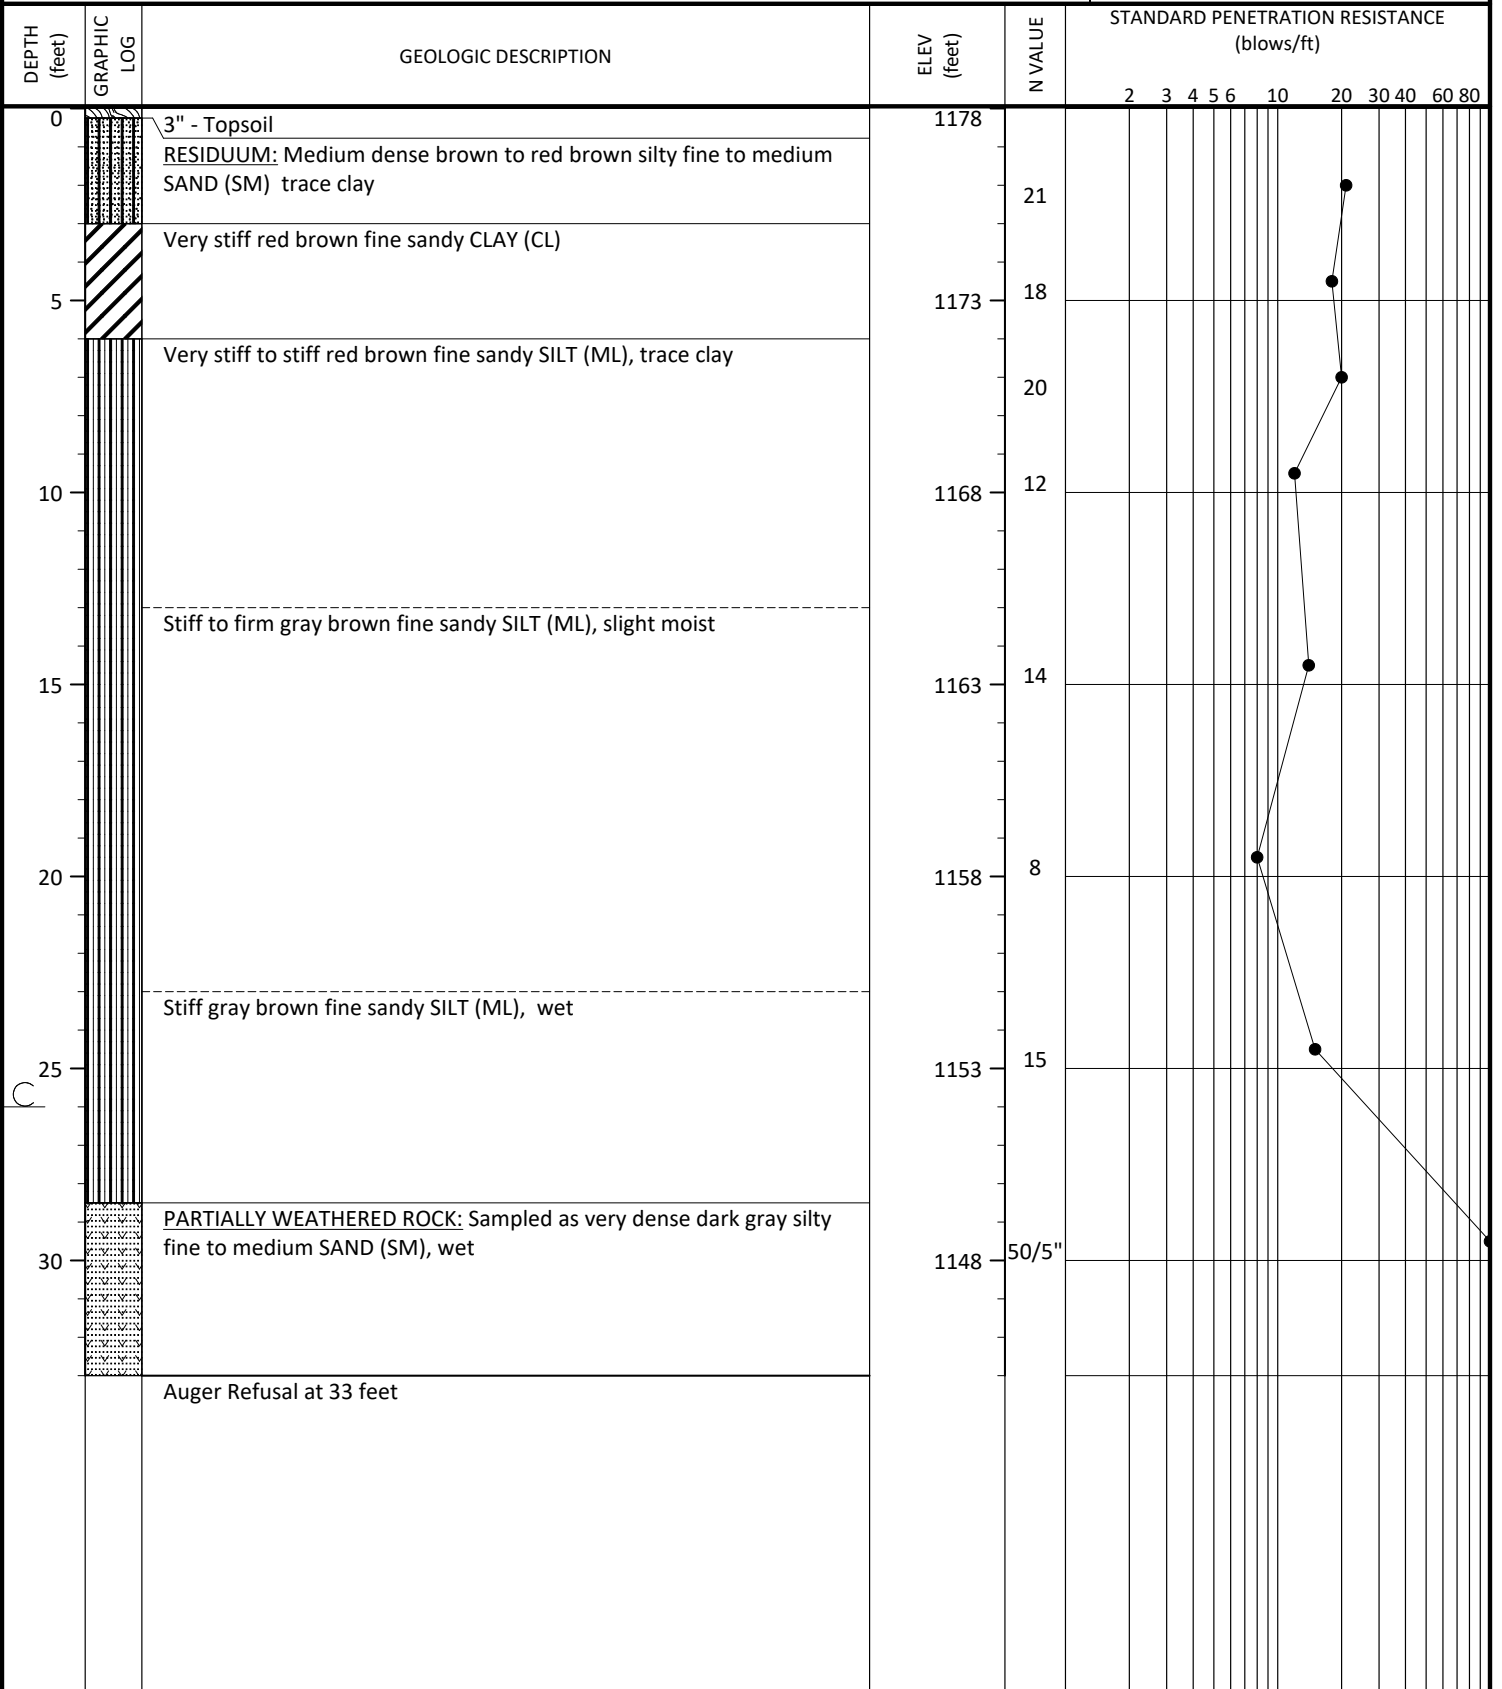 DEPTH
(feet)
GRAPHIC
LOG
GEOLOGIC DESCRIPTION
ELEV
(feet)
N VALUE
STANDARD PENETRATION RESISTANCE
(blows/ft)
2 3 4 5 6 10 20 30 40 60 80
0 3" - Topsoil 1178
RESIDUUM: Medium dense brown to red brown silty fine to medium
SAND (SM) trace clay
21
Very stiff red brown fine sandy CLAY (CL)
5 1173 18
Very stiff to stiff red brown fine sandy SILT (ML), trace clay
20
10 1168 12
Stiff to firm gray brown fine sandy SILT (ML), slight moist
15 1163 14
20 1158 8
Stiff gray brown fine sandy SILT (ML), wet
25 1153 15
C
PARTIALLY WEATHERED ROCK: Sampled as very dense dark gray silty
fine to medium SAND (SM), wet
30 1148 50/5"
Auger Refusal at 33 feet